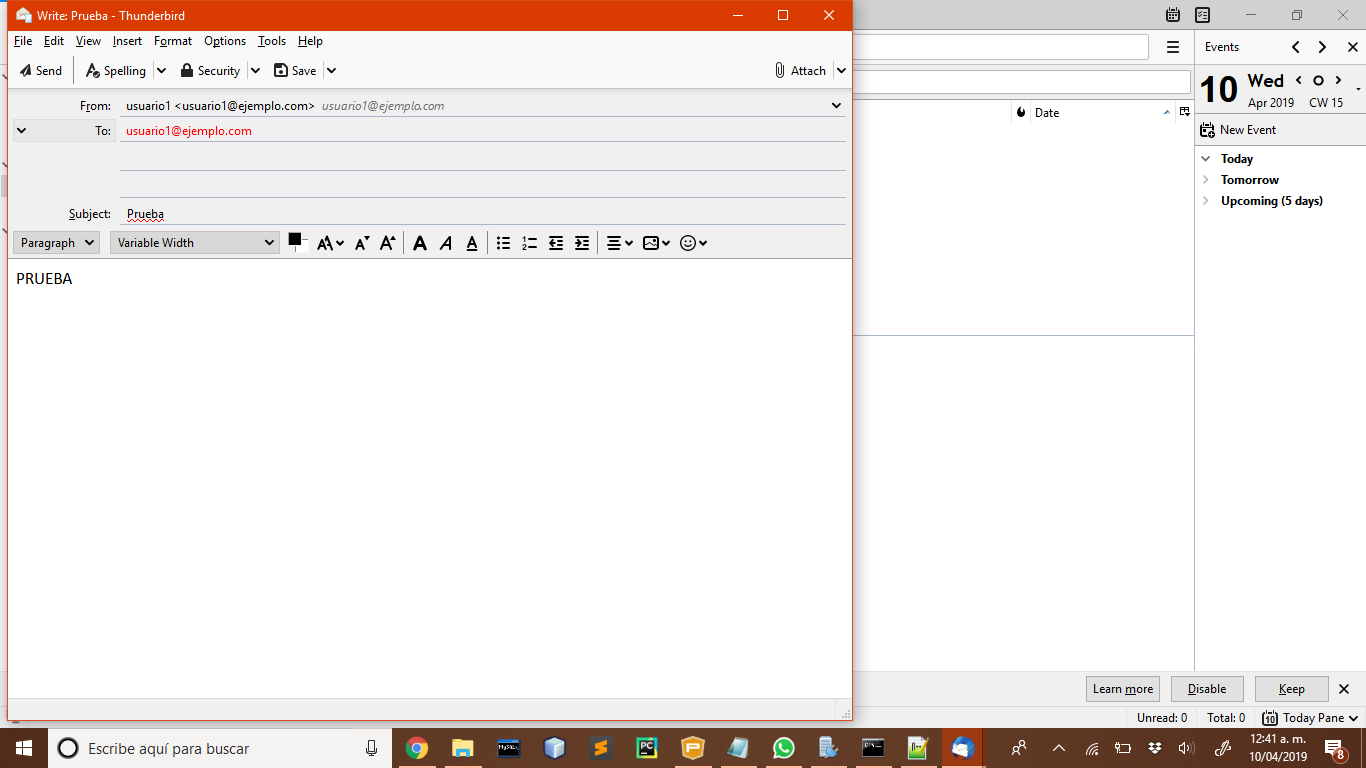 Write: Prueba - Thunderbird
File Edit View Insert Format Options Tools Help
Send Spelling Security Save Attach
From: usuario1 <usuario1@ejemplo.com> usuario1@ejemplo.com
To: usuario1@ejemplo.com
Subject: Prueba
Paragraph Variable Width
PRUEBA
Date
Events
10 Wed
Apr 2019 CW 15
New Event
Today
Tomorrow
Upcoming (5 days)
Learn more Disable Keep
Unread: 0 Total: 0 10 Today Pane
Escribe aquí para buscar
MySQL
PC
12:41 a. m.
10/04/2019
8